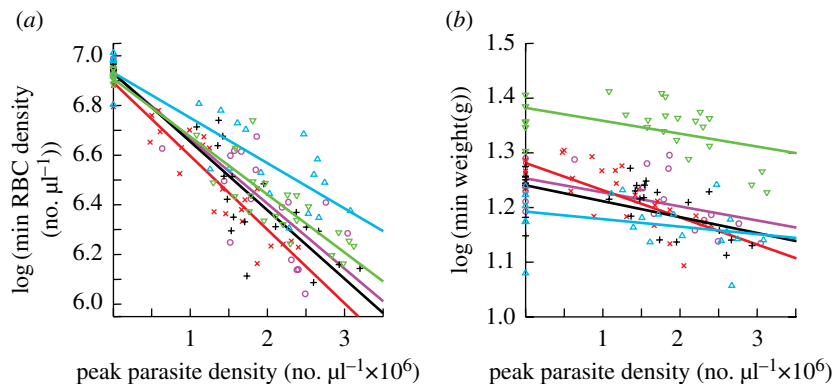 (a)
(b)
7.0
6.8
6.6
6.4
6.2
6.0
log (min RBC density
(no. µl⁻¹))
1
2
3
peak parasite density (no. µl⁻¹×10⁶)
1.5
1.4
1.3
1.2
1.1
1.0
log (min weight(g))
1
2
3
peak parasite density (no. µl⁻¹×10⁶)